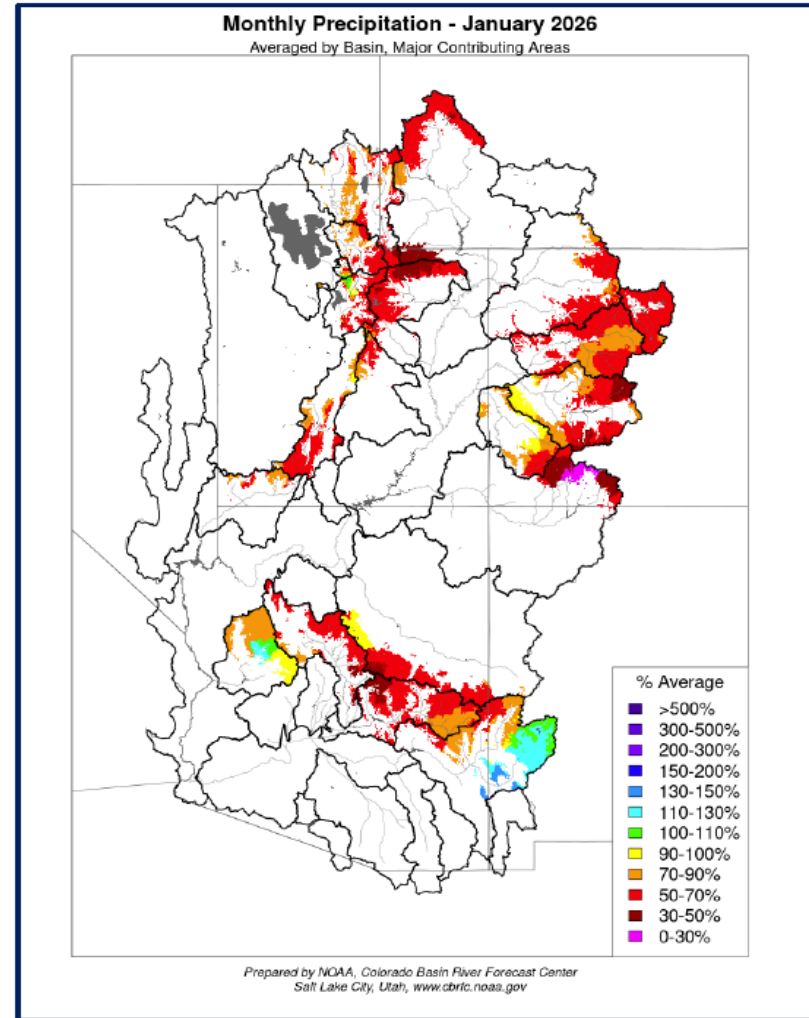 Monthly Precipitation - January 2026
Averaged by Basin, Major Contributing Areas
% Average
>500%
300-500%
200-300%
150-200%
130-150%
110-130%
100-110%
90-100%
70-90%
50-70%
30-50%
0-30%
Prepared by NOAA, Colorado Basin River Forecast Center
Salt Lake City, Utah, www.cbrfc.noaa.gov